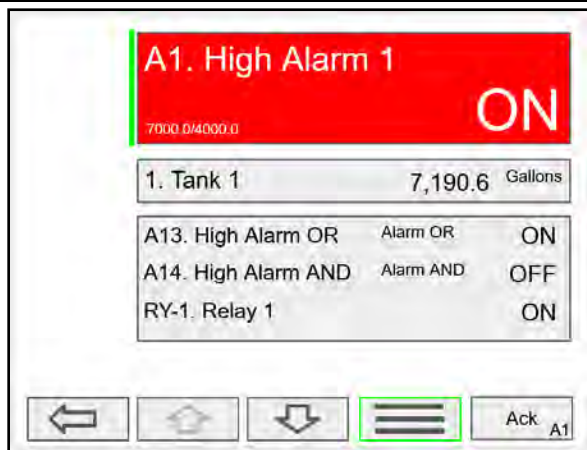 A1. High Alarm 1
ON
7000.0/4000.0
1. Tank 1 7,190.6 Gallons
A13. High Alarm OR Alarm OR ON
A14. High Alarm AND Alarm AND OFF
RY-1. Relay 1 ON
Ack A1